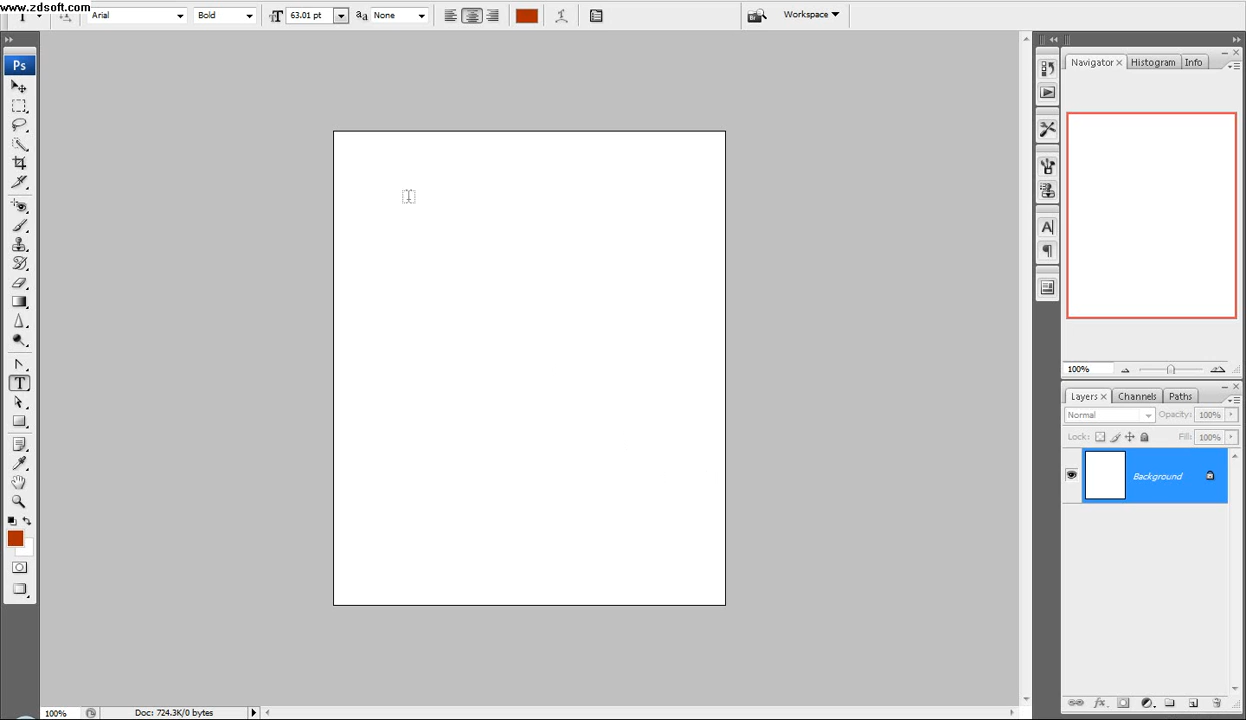 www.zdsoft.com
Arial
Bold
63.01 pt
aa
None
Workspace
Ps
Navigator
Histogram
Info
100%
Layers
Channels
Paths
Normal
Opacity: 100%
Lock:
Fill: 100%
Background
100%
Doc: 724.3K/0 bytes